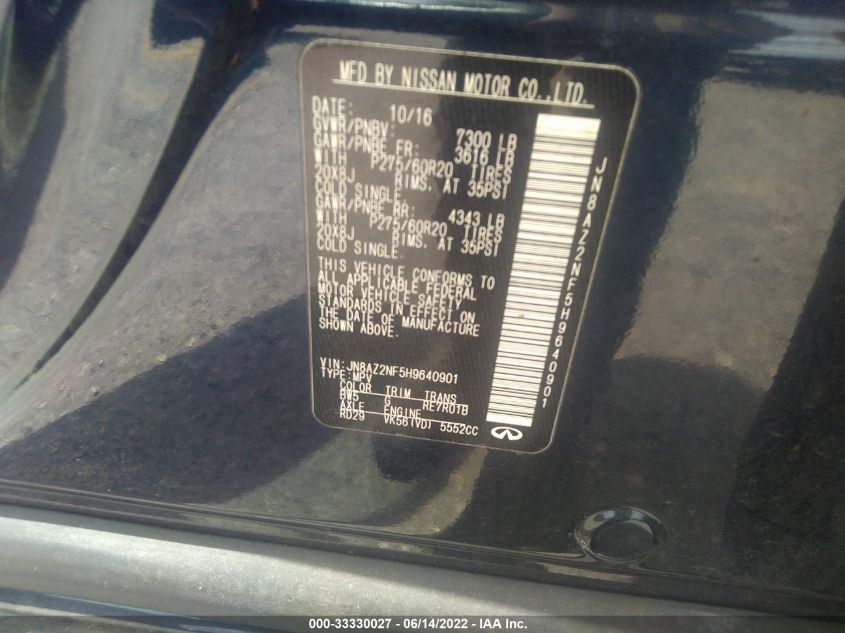 MFD BY NISSAN MOTOR CO.,LTD.
DATE: 10/16
GVWR/PNBV: 7300 LB
GAWR/PNBE FR: 3616 LB
WITH P275/60R20 TIRES
20X8J RIMS. AT 35PSI
COLD SINGLE.
GAWR/PNBE RR: 4343 LB
WITH P275/60R20 TIRES
20X8J RIMS. AT 35PSI
COLD SINGLE.
THIS VEHICLE CONFORMS TO
ALL APPLICABLE FEDERAL
MOTOR VEHICLE SAFETY
STANDARDS IN EFFECT ON
THE DATE OF MANUFACTURE
SHOWN ABOVE.
VIN: JN8AZ2NF5H9640901
TYPE: MPV
COLOR TRIM TRANS
BW5 G RE7R01B
AXLE ENGINE
RD29 VK56(VD) 5552CC
JN8AZ2NF5H9640901
000-33330027 - 06/14/2022 - IAA Inc.